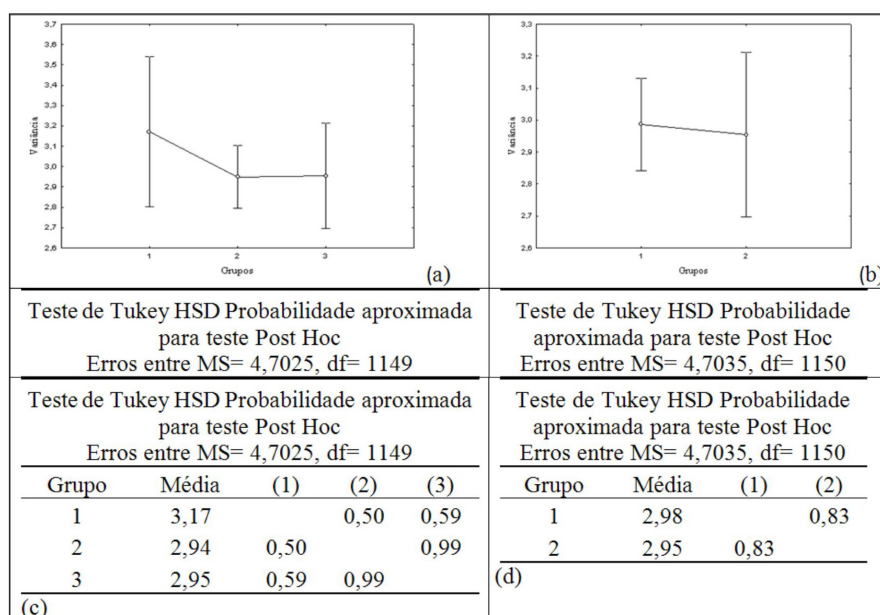 3,7
3,6
3,5
3,4
3,3
3,2
3,1
3,0
2,9
2,8
2,7
2,6
Variância
1 2 3
Grupos
(a)
3,3
3,2
3,1
3,0
2,9
2,8
2,7
2,6
Variância
1 2
Grupos
(b)
Teste de Tukey HSD Probabilidade aproximada
para teste Post Hoc
Erros entre MS= 4,7025, df= 1149
Teste de Tukey HSD Probabilidade
aproximada para teste Post Hoc
Erros entre MS= 4,7035, df= 1150
Teste de Tukey HSD Probabilidade aproximada
para teste Post Hoc
Erros entre MS= 4,7025, df= 1149
Grupo Média (1) (2) (3)
1 3,17 0,50 0,59
2 2,94 0,50 0,99
3 2,95 0,59 0,99
(c)
Teste de Tukey HSD Probabilidade
aproximada para teste Post Hoc
Erros entre MS= 4,7035, df= 1150
Grupo Média (1) (2)
1 2,98 0,83
2 2,95 0,83
(d)